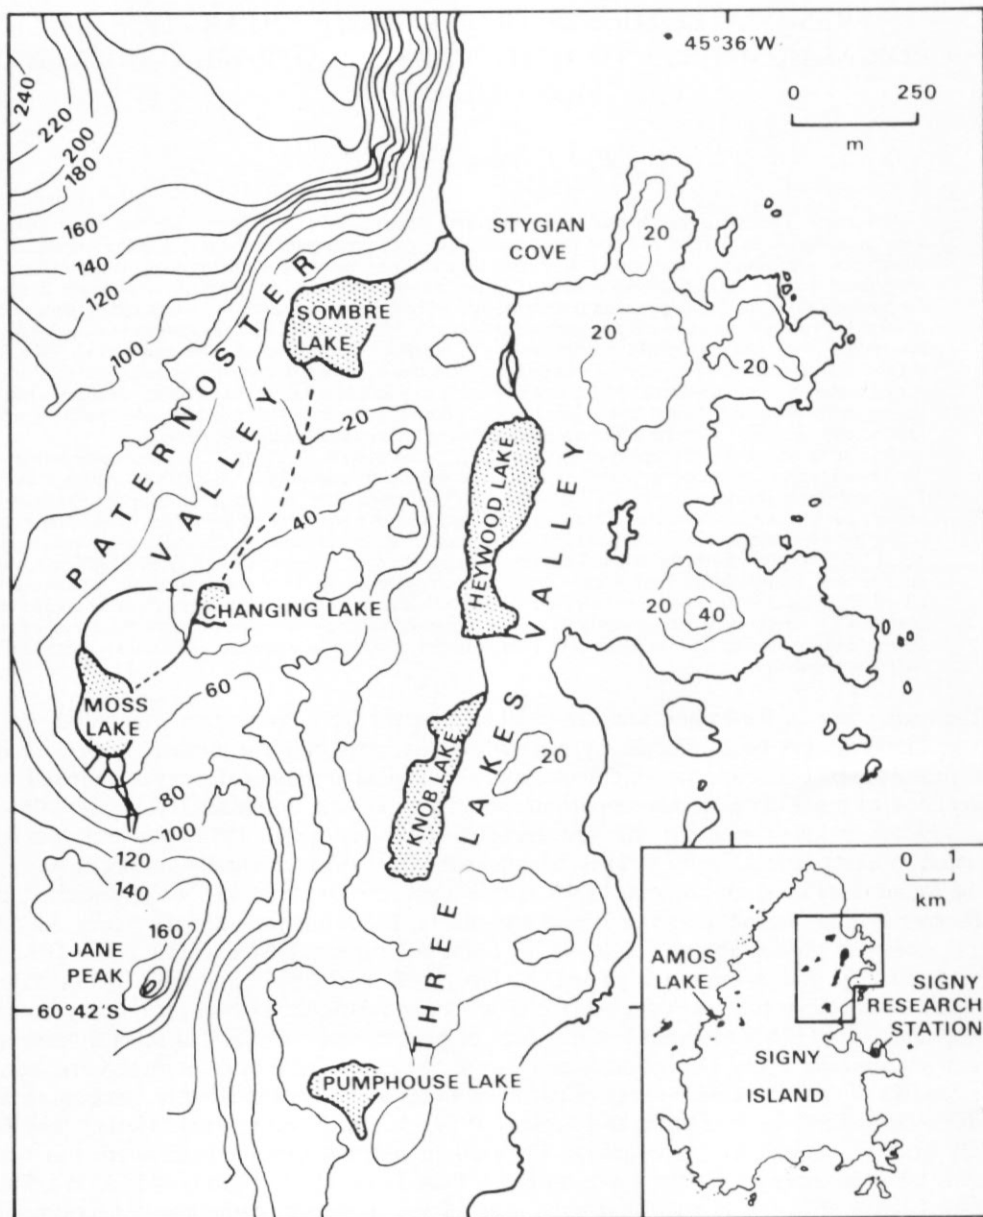 45°36'W
0 250
m
240
220
200
180
160
140
120
100
STYGIAN
COVE
20
SOMBRE
LAKE
20
20
PATERNOSTER
VALLEY
20
40
HEYWOOD LAKE
CHANGING LAKE
20
40
MOSS
LAKE
60
80
100
120
140
160
KNOB LAKE
20
THREE LAKES VALLEY
JANE
PEAK
60°42'S
PUMPHOUSE LAKE
0 1
km
AMOS
LAKE
SIGNY
RESEARCH
STATION
SIGNY
ISLAND